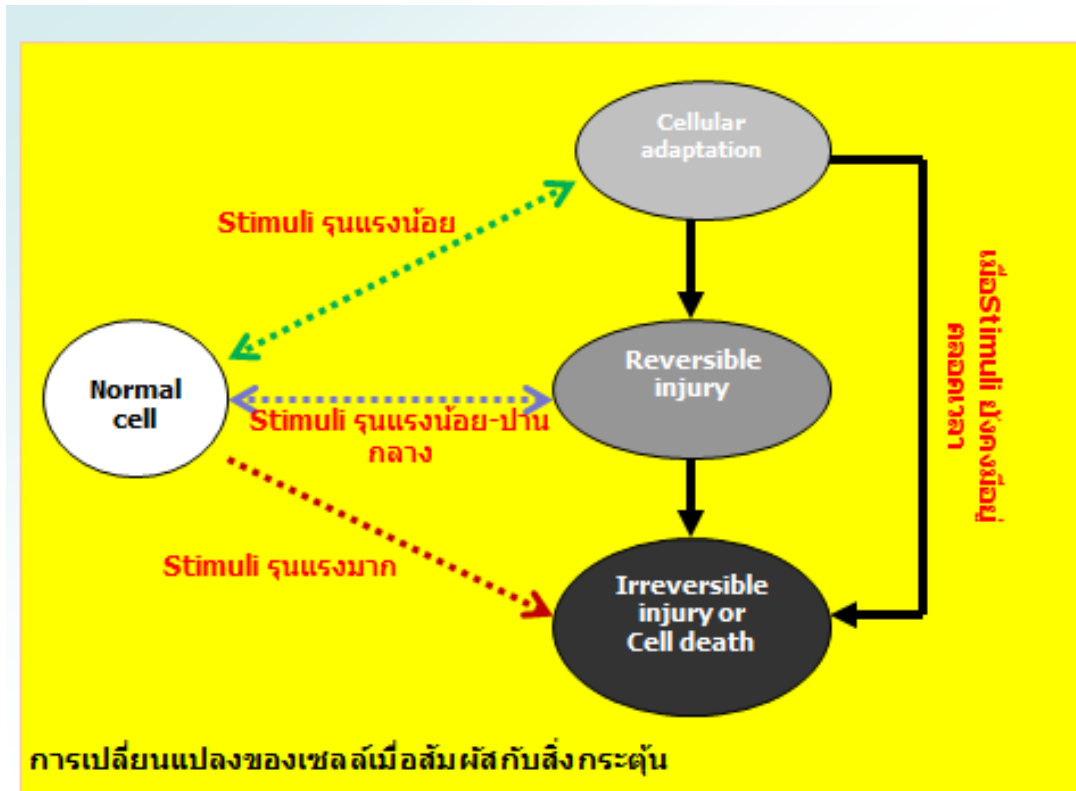 Cellular
adaptation
Stimuli รุนแรงน้อย
เมื่อStimuli ยังคงมีอยู่
ตลอดเวลา
Normal
cell
Reversible
injury
Stimuli รุนแรงน้อย-ปาน
กลาง
Stimuli รุนแรงมาก
Irreversible
injury or
Cell death
การเปลี่ยนแปลงของเซลล์เมื่อสัมผัสกับสิ่งกระตุ้น